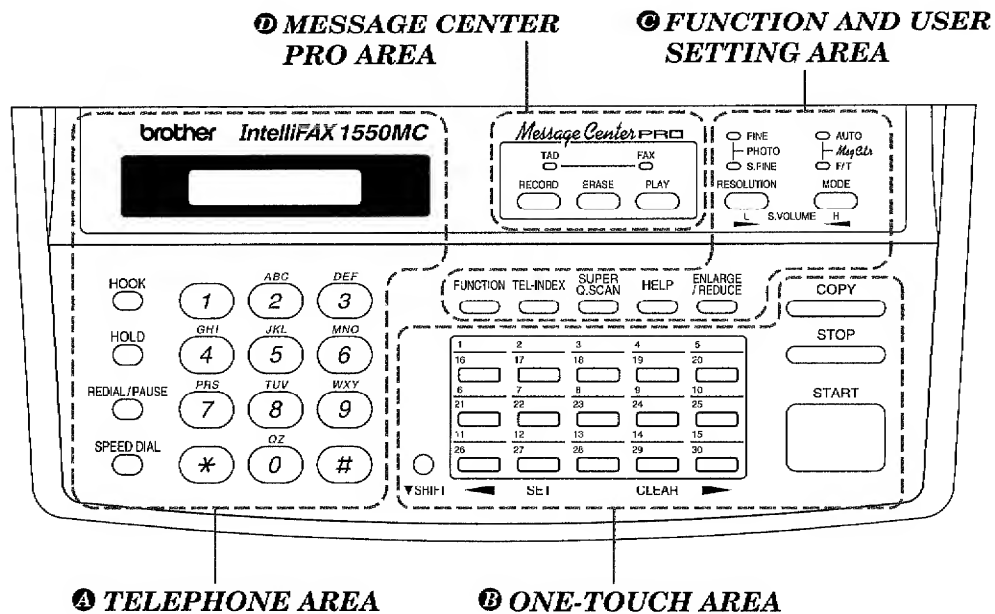 D MESSAGE CENTER
PRO AREA
C FUNCTION AND USER
SETTING AREA
brother IntelliFAX 1550MC
Message Center PRO
TAD FAX
RECORD ERASE PLAY
FINE AUTO
PHOTO Msg Ctr
S.FINE F/T
RESOLUTION MODE
L S.VOLUME H
HOOK
1
ABC
2
DEF
3
HOLD
GHI
4
JKL
5
MNO
6
REDIAL/PAUSE
PRS
7
TUV
8
WXY
9
SPEED DIAL
*
OZ
0
#
FUNCTION TEL-INDEX SUPER
Q.SCAN HELP ENLARGE
/REDUCE
1 2 3 4 5
16 17 18 19 20
6 7 8 9 10
21 22 23 24 25
11 12 13 14 15
26 27 28 29 30
▼SHIFT ◀ SET CLEAR ▶
COPY
STOP
START
A TELEPHONE AREA
B ONE-TOUCH AREA